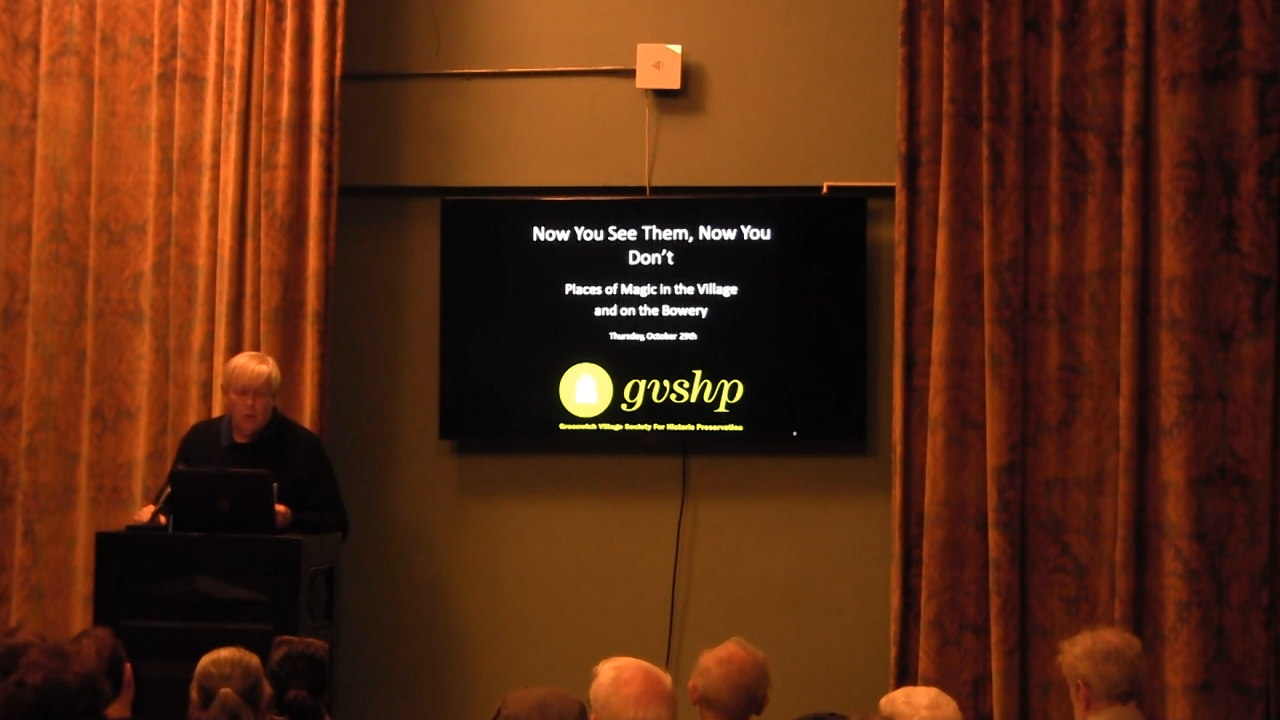 Now You See Them, Now You
Don't
Places of Magic in the Village
and on the Bowery
Thursday, October 29th
gvshp
Greenwich Village Society For Historic Preservation